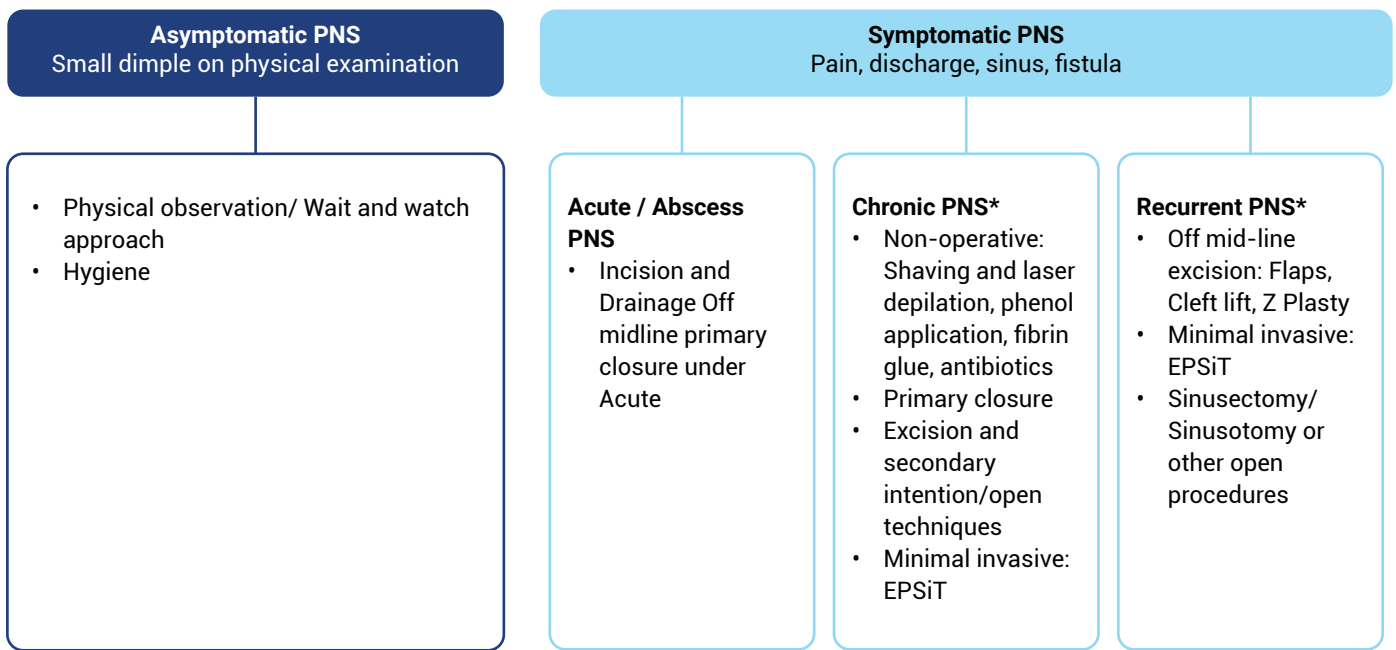 Asymptomatic PNS
Small dimple on physical examination
Symptomatic PNS
Pain, discharge, sinus, fistula
• Physical observation/ Wait and watch
approach
• Hygiene
Acute / Abscess
PNS
• Incision and
Drainage Off
midline primary
closure under
Acute
Chronic PNS*
• Non-operative:
Shaving and laser
depilation, phenol
application, fibrin
glue, antibiotics
• Primary closure
• Excision and
secondary
intention/open
techniques
• Minimal invasive:
EPSiT
Recurrent PNS*
• Off mid-line
excision: Flaps,
Cleft lift, Z Plasty
• Minimal invasive:
EPSiT
• Sinusectomy/
Sinusotomy or
other open
procedures